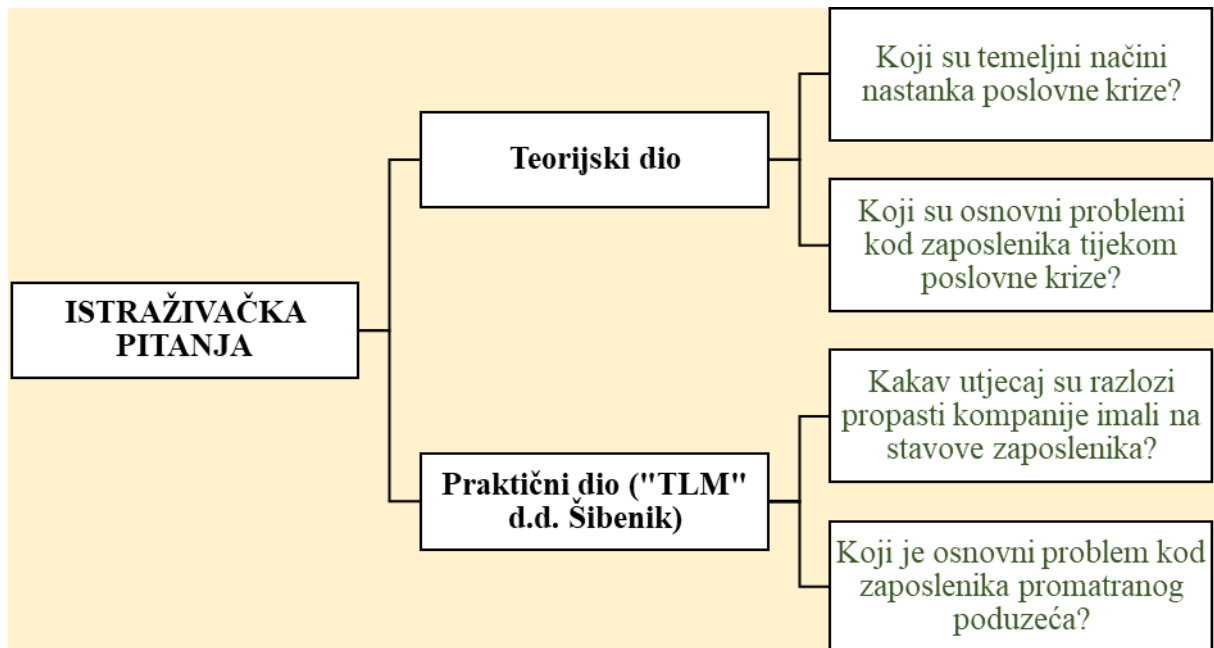 ISTRAŽIVAČKA
PITANJA
Teorijski dio
Koji su temeljni načini
nastanka poslovne krize?
Koji su osnovni problemi
kod zaposlenika tijekom
poslovne krize?
Praktični dio ("TLM"
d.d. Šibenik)
Kakav utjecaj su razlozi
propasti kompanije imali na
stavove zaposlenika?
Koji je osnovni problem kod
zaposlenika promatranog
poduzeća?